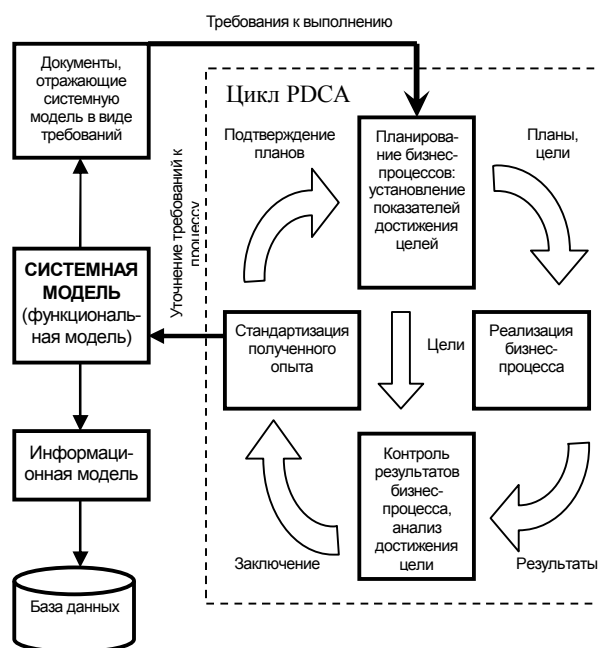 Требования к выполнению
Документы,
отражающие
системную
модель в виде
требований
Цикл PDCA
Подтверждение
планов
Планирова-
ние бизнес-
процессов:
установление
показателей
достижения
целей
Планы,
цели
Уточнение требований к
процессу
СИСТЕМНАЯ
МОДЕЛЬ
(функциональ-
ная модель)
Стандартизация
полученного
опыта
Цели
Реализация
бизнес-
процесса
Информаци-
онная модель
Контроль
результатов
бизнес-
процесса,
анализ
достижения
цели
Заключение
Результаты
База данных